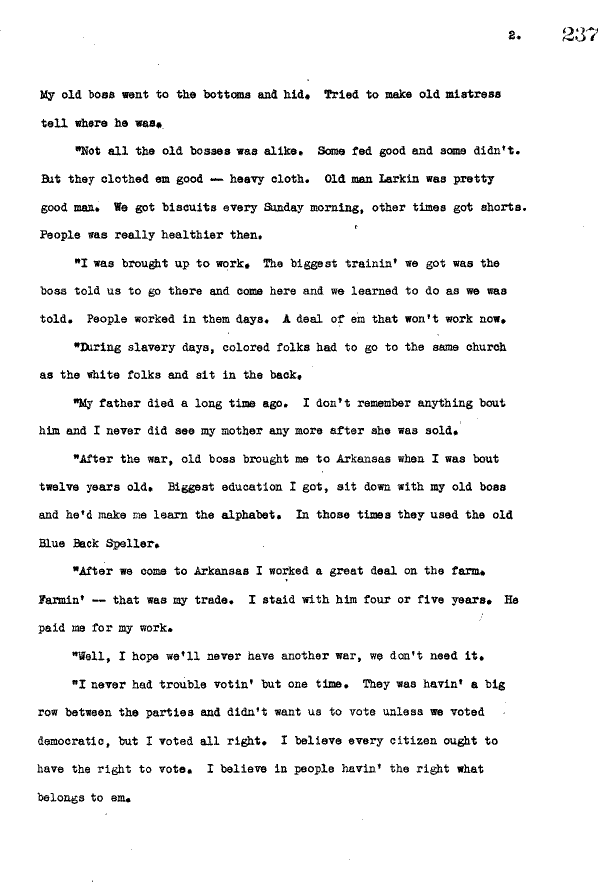 2. 237
My old boss went to the bottoms and hid. Tried to make old mistress
tell where he was.
"Not all the old bosses was alike. Some fed good and some didn't.
But they clothed em good -- heavy cloth. Old man Larkin was pretty
good man. We got biscuits every Sunday morning, other times got shorts.
People was really healthier then.
"I was brought up to work. The biggest trainin' we got was the
boss told us to go there and come here and we learned to do as we was
told. People worked in them days. A deal of em that won't work now.
"During slavery days, colored folks had to go to the same church
as the white folks and sit in the back.
"My father died a long time ago. I don't remember anything bout
him and I never did see my mother any more after she was sold.
"After the war, old boss brought me to Arkansas when I was bout
twelve years old. Biggest education I got, sit down with my old boss
and he'd make me learn the alphabet. In those times they used the old
Blue Back Speller.
"After we come to Arkansas I worked a great deal on the farm.
Farmin' -- that was my trade. I staid with him four or five years. He
paid me for my work.
"Well, I hope we'll never have another war, we don't need it.
"I never had trouble votin' but one time. They was havin' a big
row between the parties and didn't want us to vote unless we voted
democratic, but I voted all right. I believe every citizen ought to
have the right to vote. I believe in people havin' the right what
belongs to em.